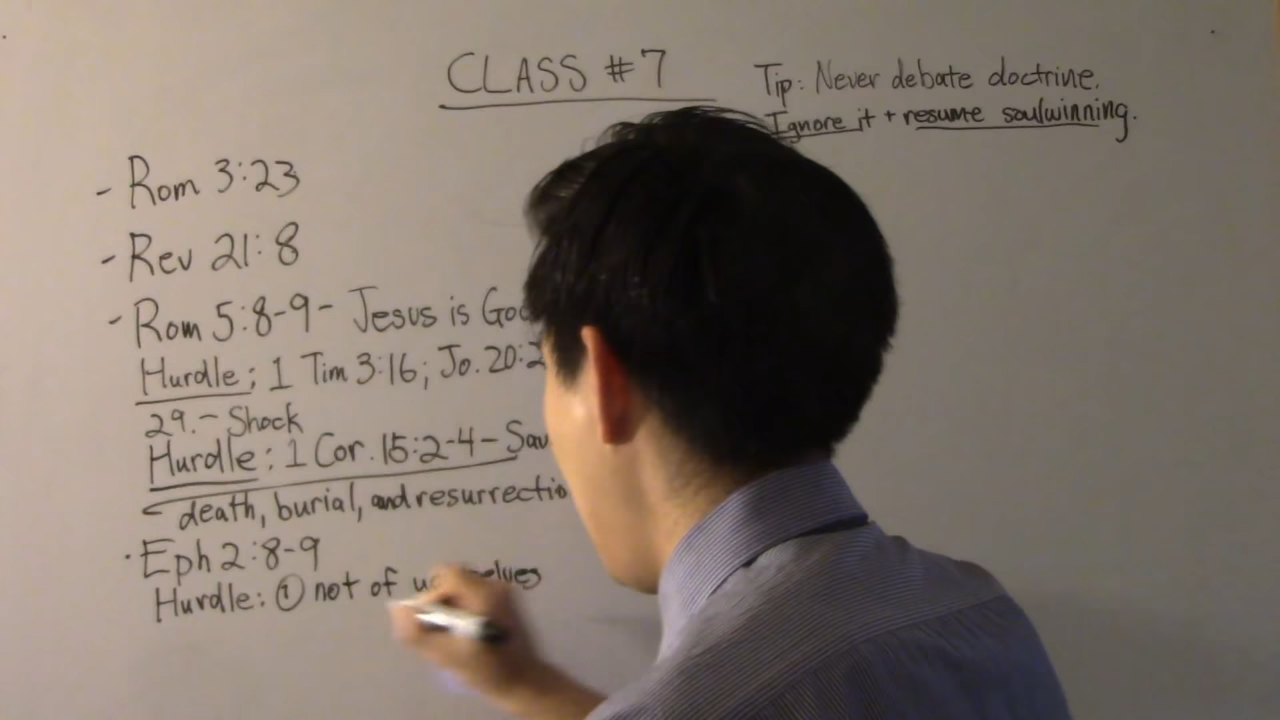 CLASS #7
Tip: Never debate doctrine.
Ignore it + resume soulwinning.
- Rom 3:23
- Rev 21:8
- Rom 5:8-9 - Jesus is
Hurdle: 1 Tim 3:16; Jo. 20:2
29. - Shock
Hurdle: 1 Cor. 15:2-4 -
death, burial, and
· Eph 2:8-9
Hurdle: ① not of